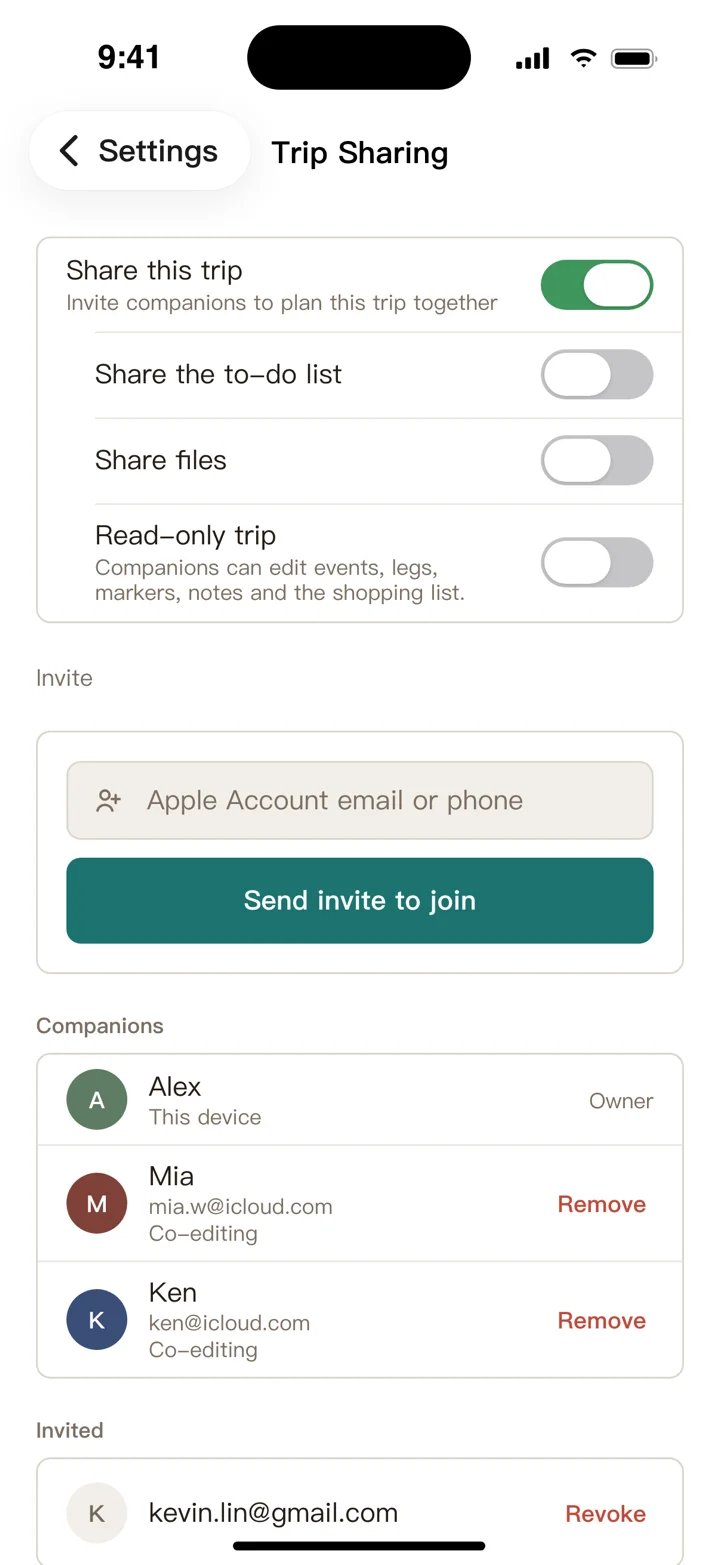 9:41
Settings
Trip Sharing
Share this trip
Invite companions to plan this trip together
Share the to-do list
Share files
Read-only trip
Companions can edit events, legs,
markers, notes and the shopping list.
Invite
Apple Account email or phone
Send invite to join
Companions
A
Alex
This device
Owner
M
Mia
mia.w@icloud.com
Co-editing
Remove
K
Ken
ken@icloud.com
Co-editing
Remove
Invited
K
kevin.lin@gmail.com
Revoke